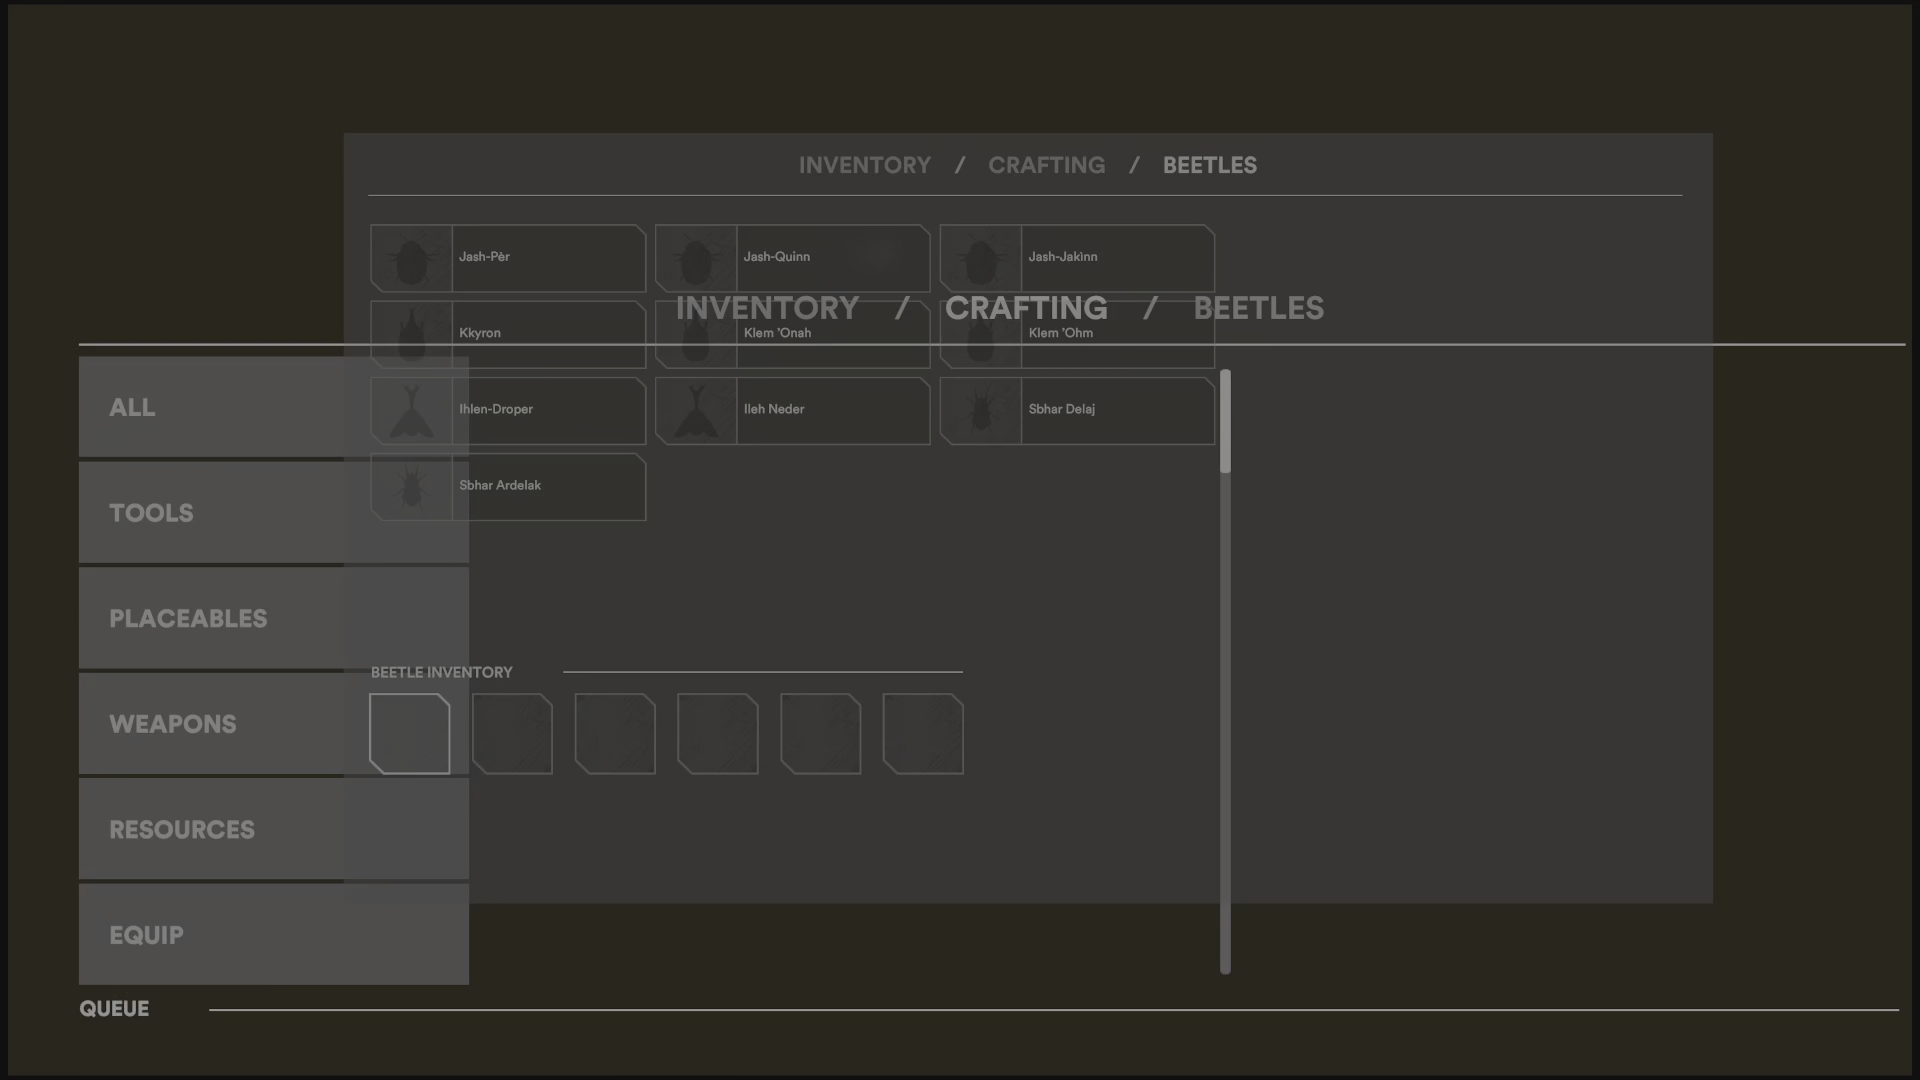 INVENTORY / CRAFTING / BEETLES
Jash-Pèr
Jash-Quinn
Jash-Jakìnn
INVENTORY / CRAFTING / BEETLES
Kkyron
Klem 'Onah
Klem 'Ohm
ALL
Ihlen-Droper
Ileh Neder
Sbhar Delaj
Sbhar Ardelak
TOOLS
PLACEABLES
BEETLE INVENTORY
WEAPONS
RESOURCES
EQUIP
QUEUE